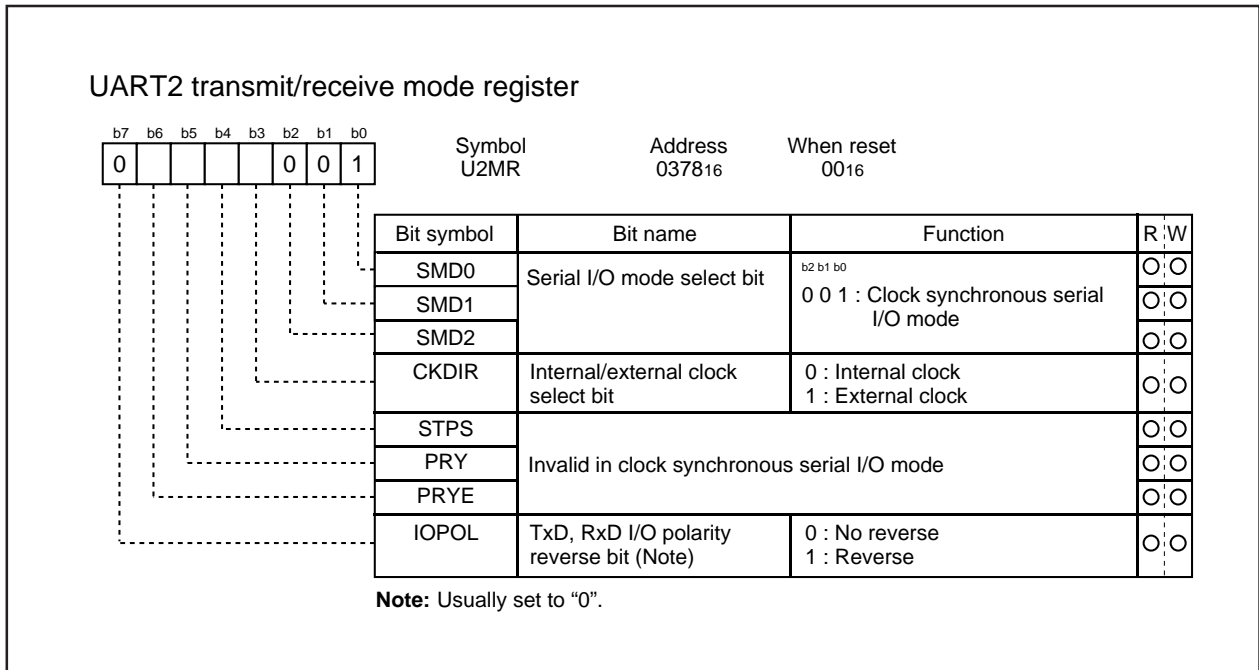 UART2 transmit/receive mode register
b7 b6 b5 b4 b3 b2 b1 b0
0 0 0 1
Symbol Address When reset
U2MR 037816 0016
Bit symbol Bit name Function R W
SMD0 Serial I/O mode select bit b2 b1 b0
SMD1 0 0 1 : Clock synchronous serial
I/O mode
SMD2
CKDIR Internal/external clock 0 : Internal clock
select bit 1 : External clock
STPS
PRY Invalid in clock synchronous serial I/O mode
PRYE
IOPOL TxD, RxD I/O polarity 0 : No reverse
reverse bit (Note) 1 : Reverse
Note: Usually set to “0”.